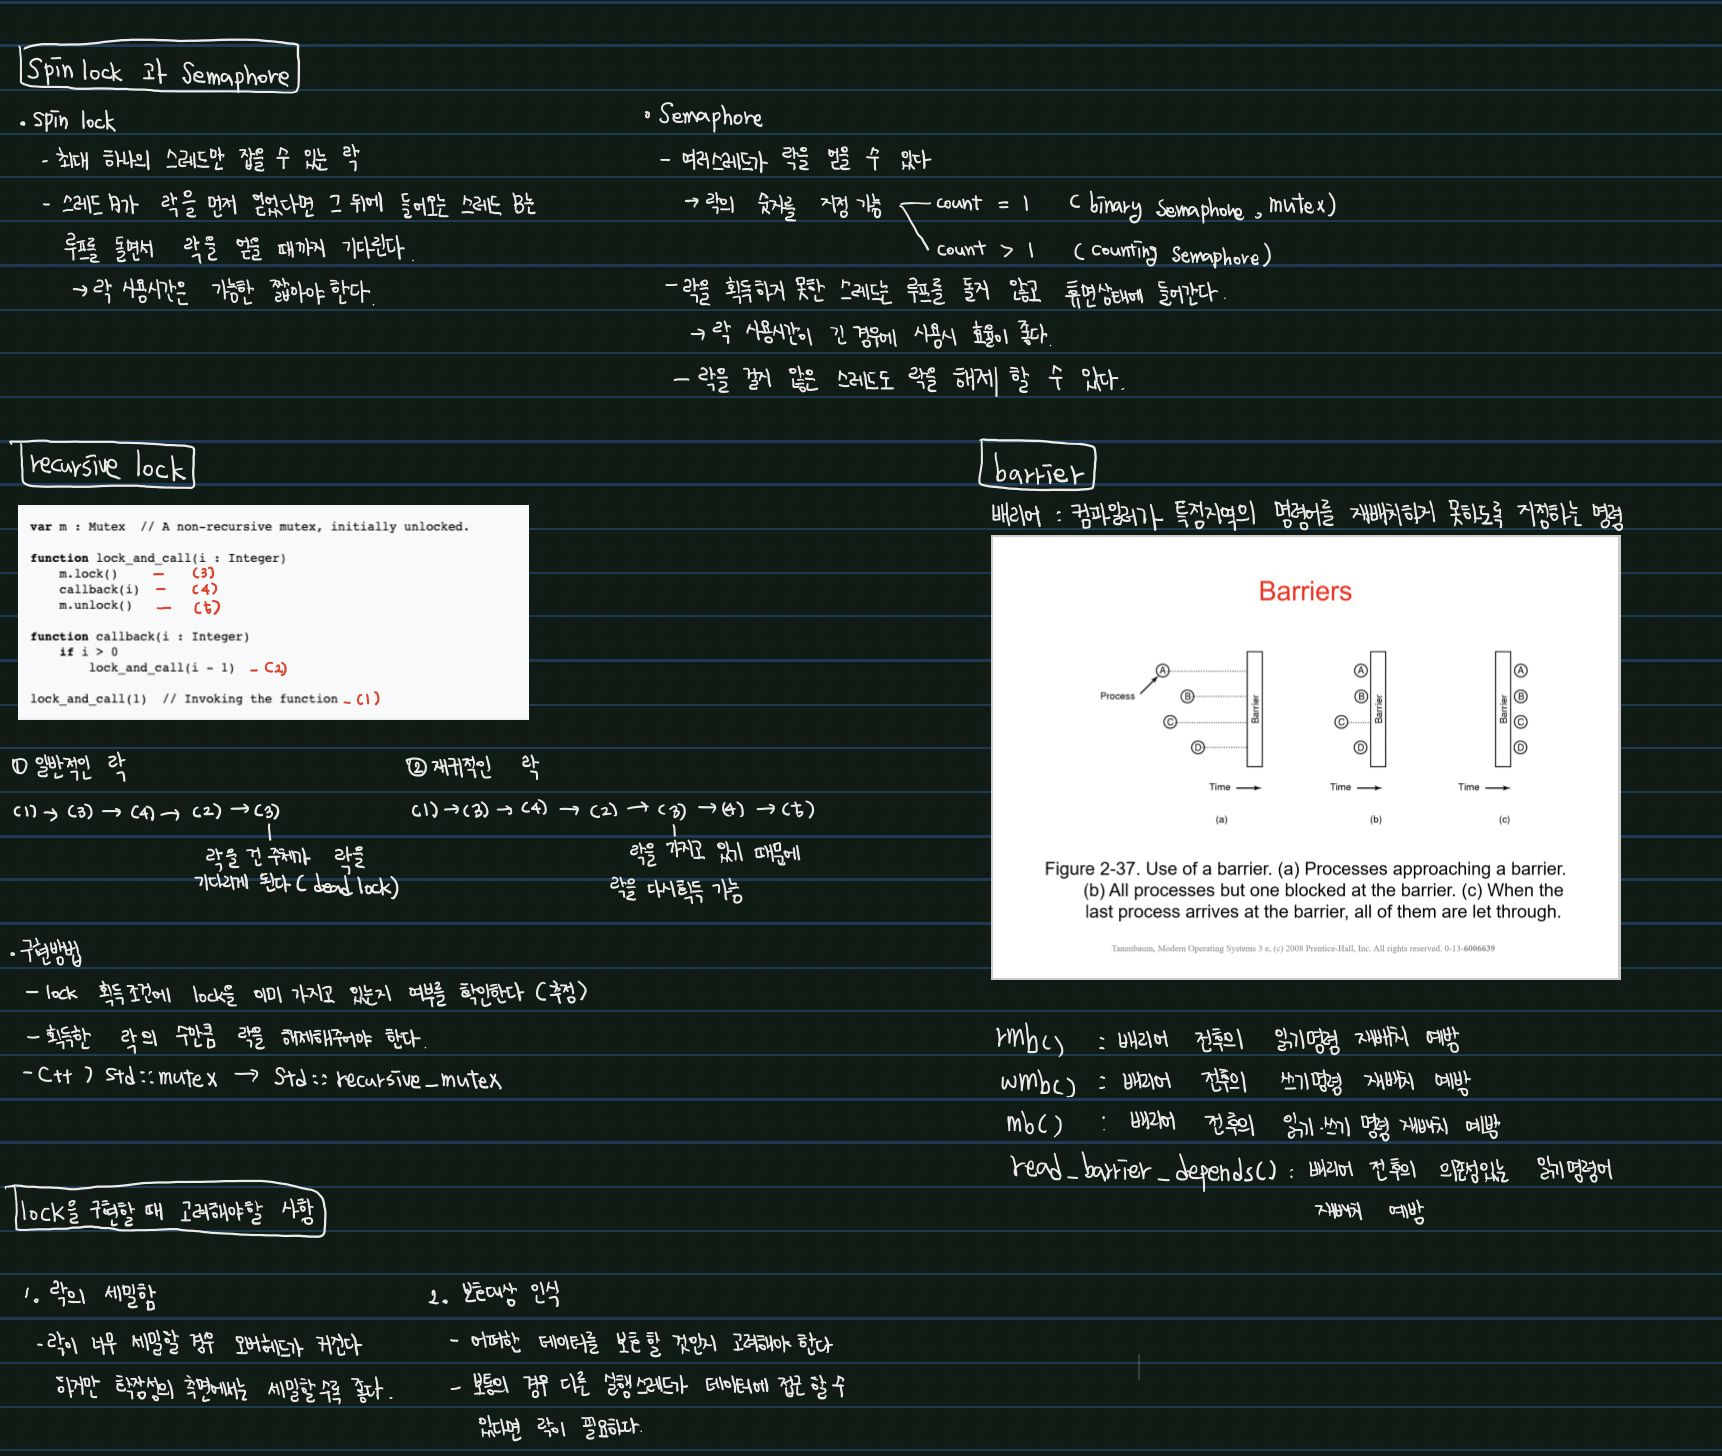 Spin lock 과 Semaphore
· spin lock
- 최대 하나의 스레드만 잡을 수 있는 락
- 스레드 A가 락을 먼저 얻었다면 그 뒤에 들어오는 스레드 B는
루프를 돌면서 락을 얻을 때까지 기다린다.
→ 락 사용시간은 가능한 짧아야 한다.
· Semaphore
- 여러스레드가 락을 얻을 수 있다
→ 락의 숫자를 지정 가능
count = 1 (binary semaphore, mutex)
count > 1 (counting semaphore)
- 락을 획득하지 못한 스레드는 루프를 돌지 않고 휴면상태에 들어간다.
→ 락 사용시간이 긴 경우에 사용시 효율이 좋다.
- 락을 걸지 않은 스레드도 락을 해제 할 수 있다.
recursive lock
var m : Mutex // A non-recursive mutex, initially unlocked.
function lock_and_call(i : Integer)
m.lock() - (3)
callback(i) - (4)
m.unlock() - (5)
function callback(i : Integer)
if i > 0
lock_and_call(i - 1) - (2)
lock_and_call(1) // Invoking the function - (1)
① 일반적인 락
(1) → (3) → (4) → (2) → (3)
락을 건 주체가 락을
기다리게 된다 (dead lock)
② 재귀적인 락
(1) → (3) → (4) → (2) → (3) → (4) → (5)
락을 가지고 있기 때문에
락을 다시획득 가능
· 구현방법
- lock 획득조건에 lock을 이미 가지고 있는지 여부를 확인한다 (추정)
- 획득한 락의 수만큼 락을 해제해주어야 한다.
- C++ ) std::mutex → std::recursive_mutex
barrier
배리어 : 컴파일러가 특정지역의 명령어를 재배치하지 못하도록 지정하는 명령
Barriers
Process
A
B
C
D
Barrier
Time
(a)
A
B
C
D
Barrier
Time
(b)
Barrier
A
B
C
D
Time
(c)
Figure 2-37. Use of a barrier. (a) Processes approaching a barrier.
(b) All processes but one blocked at the barrier. (c) When the
last process arrives at the barrier, all of them are let through.
Tanenbaum, Modern Operating Systems 3 e, (c) 2008 Prentice-Hall, Inc. All rights reserved. 0-13-6006639
rmb() : 배리어 전후의 읽기명령 재배치 예방
wmb() : 배리어 전후의 쓰기명령 재배치 예방
mb() : 배리어 전후의 읽기·쓰기 명령 재배치 예방
read_barrier_depends() : 배리어 전후의 의존성있는 읽기명령어
재배치 예방
lock을 구현할 때 고려해야할 사항
1. 락의 세밀함
- 락이 너무 세밀할 경우 오버헤드가 커진다
하지만 확장성의 측면에서는 세밀할수록 좋다.
2. 보호대상 인식
- 어떠한 데이터를 보호 할 것인지 고려해야 한다
- 보통의 경우 다른 실행스레드가 데이터에 접근 할 수
있다면 락이 필요하다.